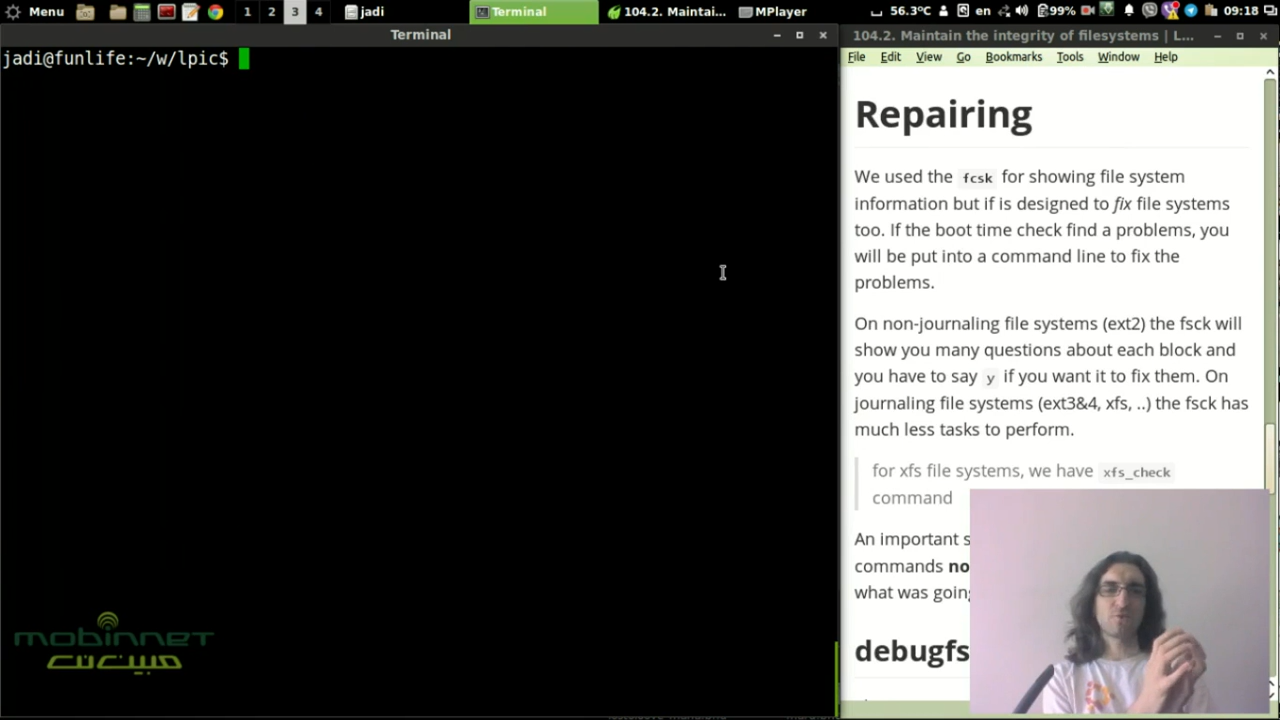 Menu 1 2 3 4 jadi Terminal 104.2. Maintai... MPlayer 56.3℃ en 99% 09:18
Terminal
jadi@funlife:~/w/lpic$
104.2. Maintain the integrity of filesystems | L...
File Edit View Go Bookmarks Tools Window Help
Repairing
We used the fcsk for showing file system
information but if is designed to fix file systems
too. If the boot time check find a problems, you
will be put into a command line to fix the
problems.
On non-journaling file systems (ext2) the fsck will
show you many questions about each block and
you have to say y if you want it to fix them. On
journaling file systems (ext3&4, xfs, ..) the fsck has
much less tasks to perform.
for xfs file systems, we have xfs_check
command
An important s
commands no
what was going
debugfs
mobinnet
مبین نت